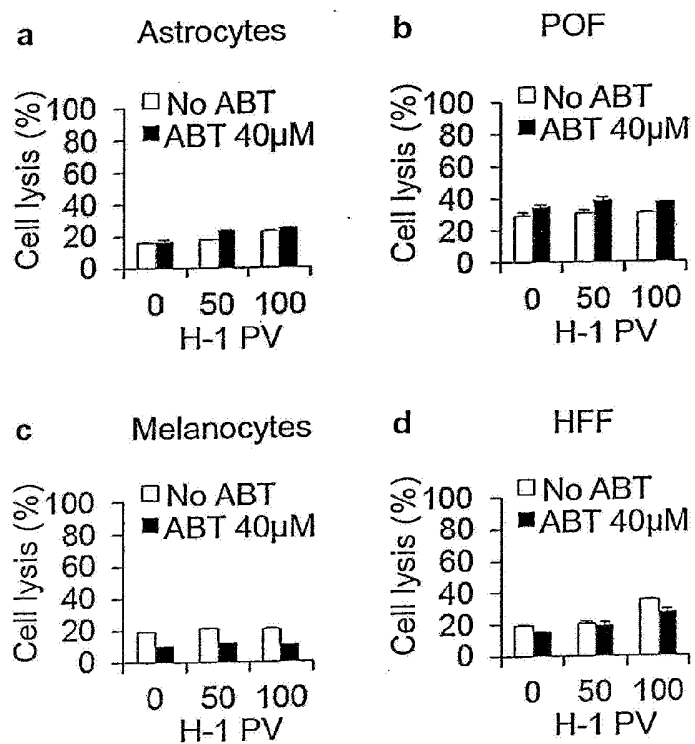 a Astrocytes
Cell lysis (%)
100
80
60
40
20
0
No ABT
ABT 40µM
0 50 100
H-1 PV
b POF
Cell lysis (%)
100
80
60
40
20
0
No ABT
ABT 40µM
0 50 100
H-1 PV
c Melanocytes
Cell lysis (%)
100
80
60
40
20
0
No ABT
ABT 40µM
0 50 100
H-1 PV
d HFF
Cell lysis (%)
100
80
60
40
20
0
No ABT
ABT 40µM
0 50 100
H-1 PV